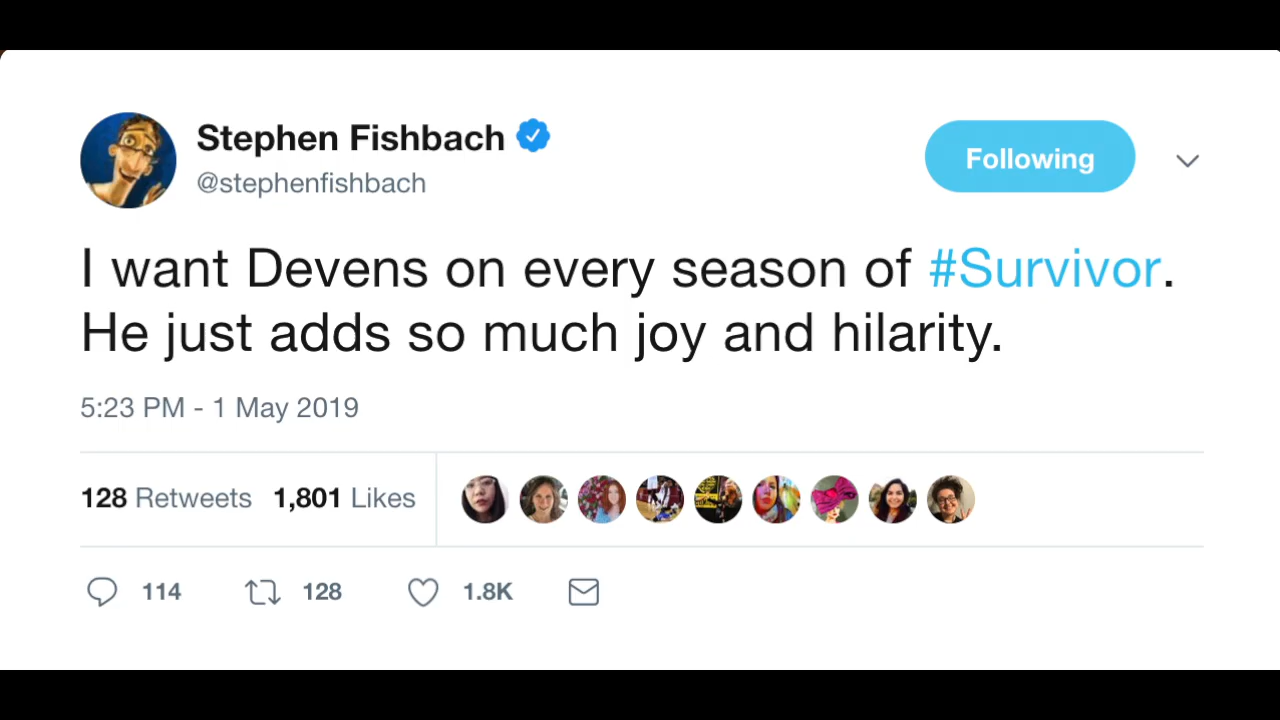 Stephen Fishbach
@stephenfishbach
Following
I want Devens on every season of #Survivor.
He just adds so much joy and hilarity.
5:23 PM - 1 May 2019
128 Retweets 1,801 Likes
114 128 1.8K